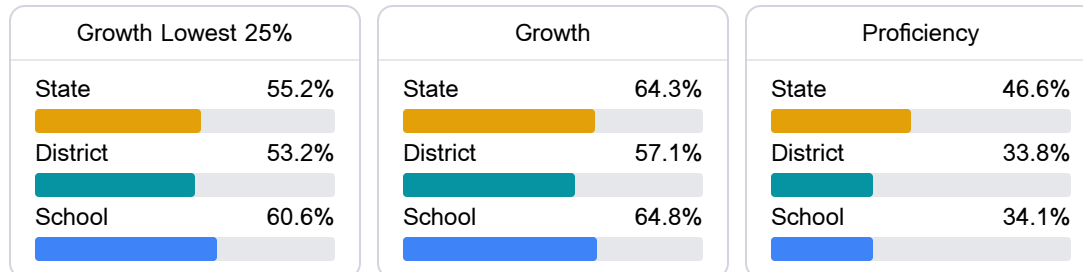 Growth Lowest 25%
State 55.2%
District 53.2%
School 60.6%
Growth
State 64.3%
District 57.1%
School 64.8%
Proficiency
State 46.6%
District 33.8%
School 34.1%